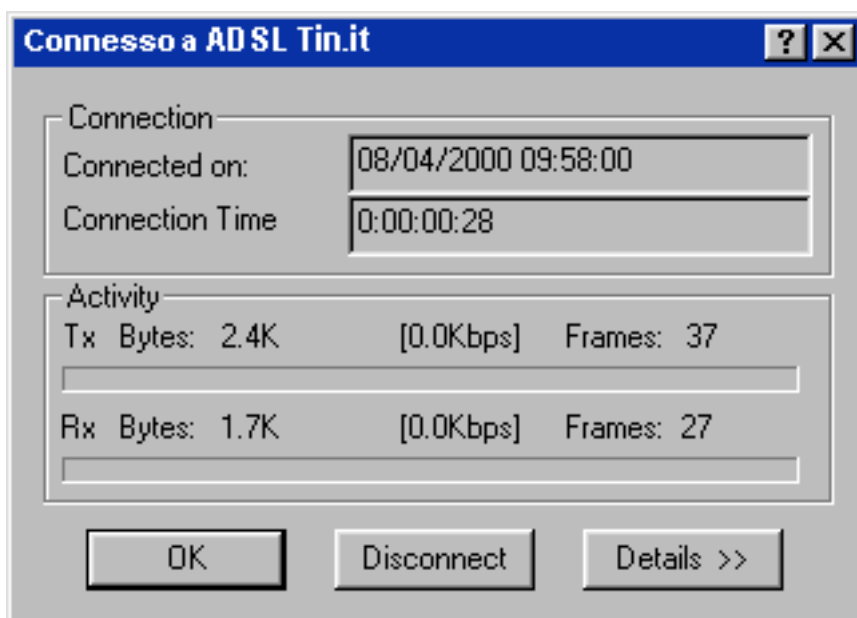 Connesso a ADSL Tin.it
Connection
Connected on: 08/04/2000 09:58:00
Connection Time 0:00:00:28
Activity
Tx Bytes: 2.4K [0.0Kbps] Frames: 37
Rx Bytes: 1.7K [0.0Kbps] Frames: 27
OK Disconnect Details >>